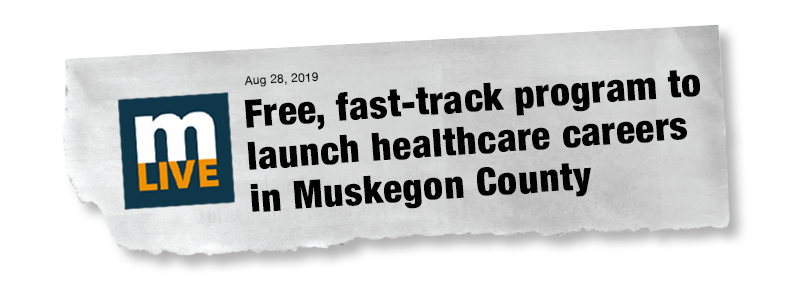 Aug 28, 2019
m
LIVE
Free, fast-track program to
launch healthcare careers
in Muskegon County